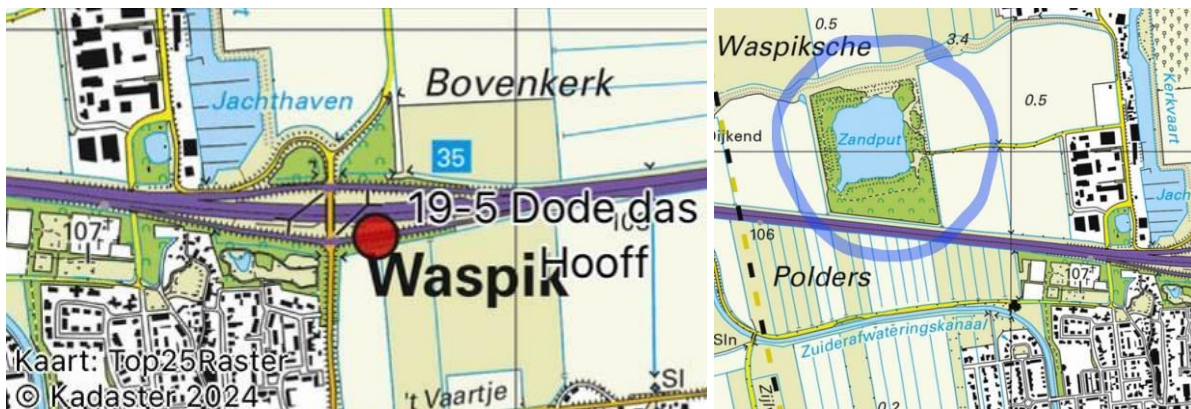 Jachthaven
Bovenkerk
35
19-5 Dode das
Hooff
107
Waspik
Kaart: Top25Raster
© Kadaster 2024
't Vaartje
Sl
0.5
Waspiksche
3.4
0.5
Kerkvaart
Zandput
Dijkend
Jach
106
Polders
107
Zuiderafwateringskanaal
Sln
Zijl
0.2